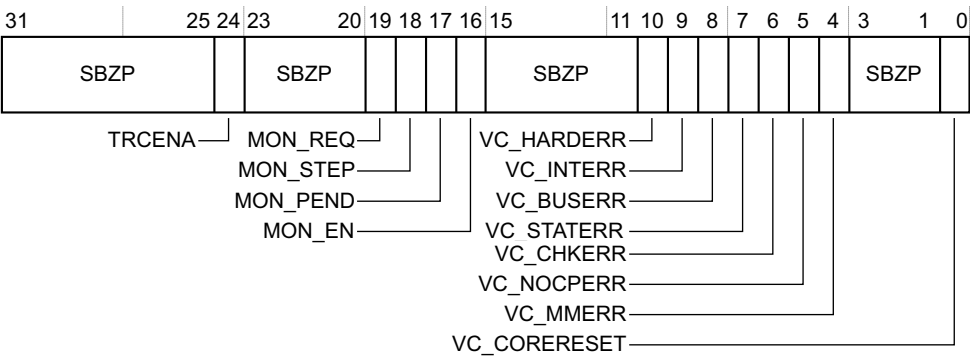 31 25 24 23 20 19 18 17 16 15 11 10 9 8 7 6 5 4 3 1 0
SBZP SBZP SBZP SBZP
TRCENA MON_REQ VC_HARDERR
MON_STEP VC_INTERR
MON_PEND VC_BUSERR
MON_EN VC_STATERR
VC_CHKERR
VC_NOCPERR
VC_MMERR
VC_CORERESET